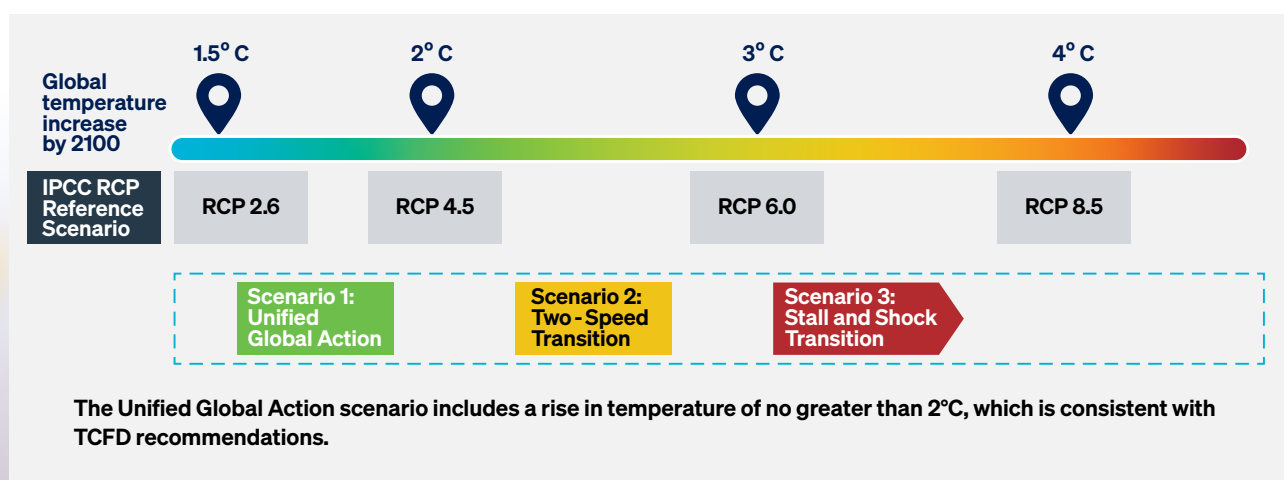 1.5° C
2° C
3° C
4° C
Global
temperature
increase
by 2100
IPCC RCP
Reference
Scenario
RCP 2.6
RCP 4.5
RCP 6.0
RCP 8.5
Scenario 1:
Unified
Global Action
Scenario 2:
Two-Speed
Transition
Scenario 3:
Stall and Shock
Transition
The Unified Global Action scenario includes a rise in temperature of no greater than 2°C, which is consistent with
TCFD recommendations.